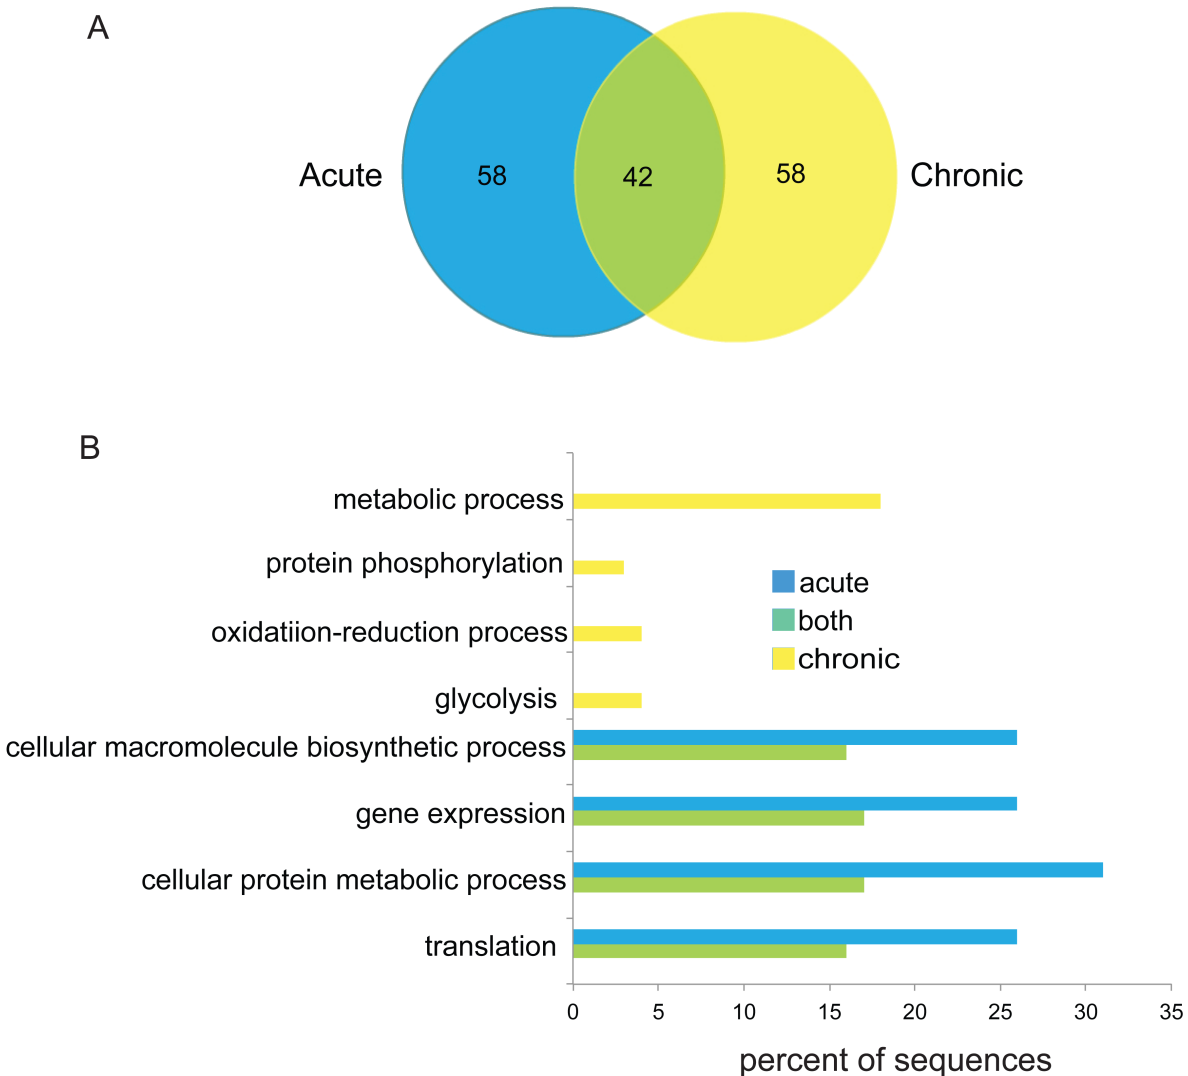 A
Acute
58
42
58
Chronic
B
metabolic process
protein phosphorylation
oxidatiion-reduction process
glycolysis
cellular macromolecule biosynthetic process
gene expression
cellular protein metabolic process
translation
acute
both
chronic
0 5 10 15 20 25 30 35
percent of sequences